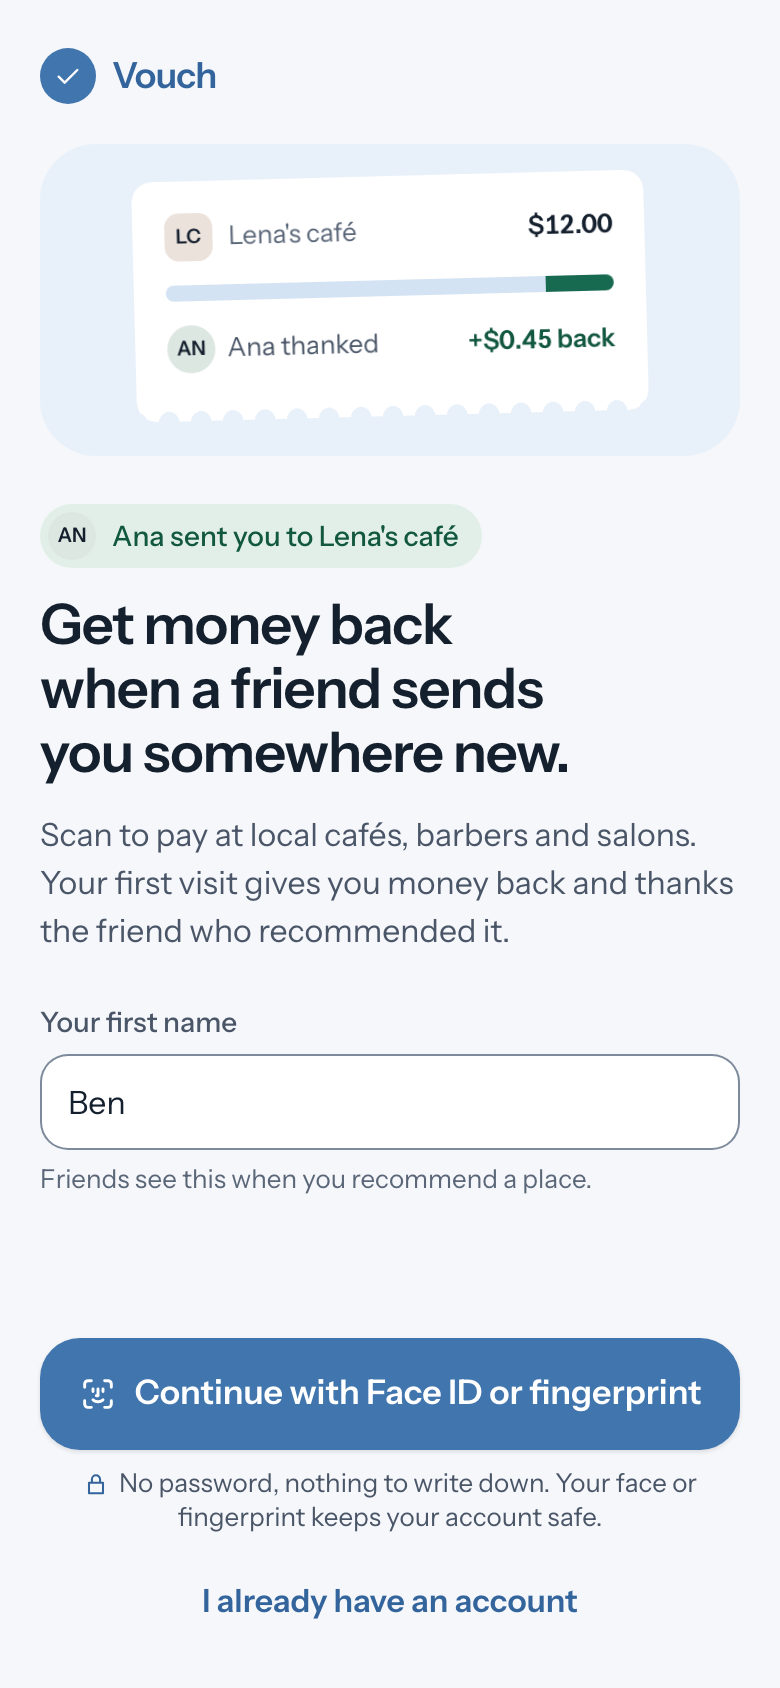 Vouch
LC Lena's café $12.00
AN Ana thanked +$0.45 back
AN Ana sent you to Lena's café
Get money back
when a friend sends
you somewhere new.
Scan to pay at local cafés, barbers and salons.
Your first visit gives you money back and thanks
the friend who recommended it.
Your first name
Ben
Friends see this when you recommend a place.
Continue with Face ID or fingerprint
No password, nothing to write down. Your face or
fingerprint keeps your account safe.
I already have an account